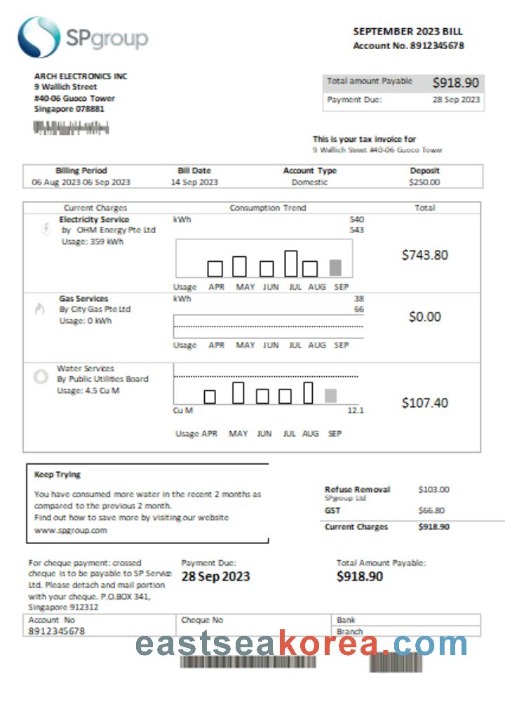 SPgroup
SEPTEMBER 2023 BILL
Account No. 8912345678
ARCH ELECTRONICS INC
9 Wallich Street
#40-06 Guoco Tower
Singapore 078881
Total amount Payable $918.90
Payment Due: 28 Sep 2023
This is your tax invoice for
9 Wallich Street #40-06 Guoco Tower
Billing Period Bill Date Account Type Deposit
06 Aug 2023 06 Sep 2023 14 Sep 2023 Domestic $250.00
Current Charges Consumption Trend Total
Electricity Service kWh 540
by OHM Energy Pte Ltd 543
Usage: 359 kWh
$743.80
Usage APR MAY JUN JUL AUG SEP
Gas Services kWh 38
By City Gas Pte Ltd 66
Usage: 0 kWh
$0.00
Usage APR MAY JUN JUL AUG SEP
Water Services
By Public Utilities Board
Usage: 4.5 Cu M
$107.40
Cu M 12.1
Usage APR MAY JUN JUL AUG SEP
Keep Trying
You have consumed more water in the recent 2 months as
compared to the previous 2 month.
Find out how to save more by visiting our website
www.spgroup.com
Refuse Removal $103.00
SPgroup Ltd
GST $66.80
Current Charges $918.90
For cheque payment: crossed
cheque is to be payable to SP Service
Ltd. Please detach and mail portion
with your cheque. P.O.BOX 341,
Singapore 912312
Payment Due:
28 Sep 2023
Total Amount Payable:
$918.90
Account No Cheque No Bank
8912345678 Branch
eastseakorea.com